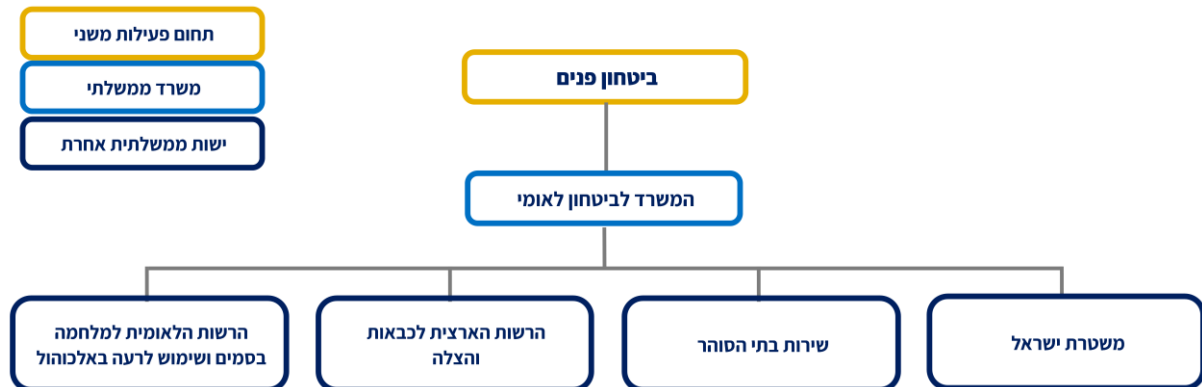 תחום פעילות משני
משרד ממשלתי
ישות ממשלתית אחרת
ביטחון פנים
המשרד לביטחון לאומי
משטרת ישראל
שירות בתי הסוהר
הרשות הארצית לכבאות
והצלה
הרשות הלאומית למלחמה
בסמים ושימוש לרעה באלכוהול